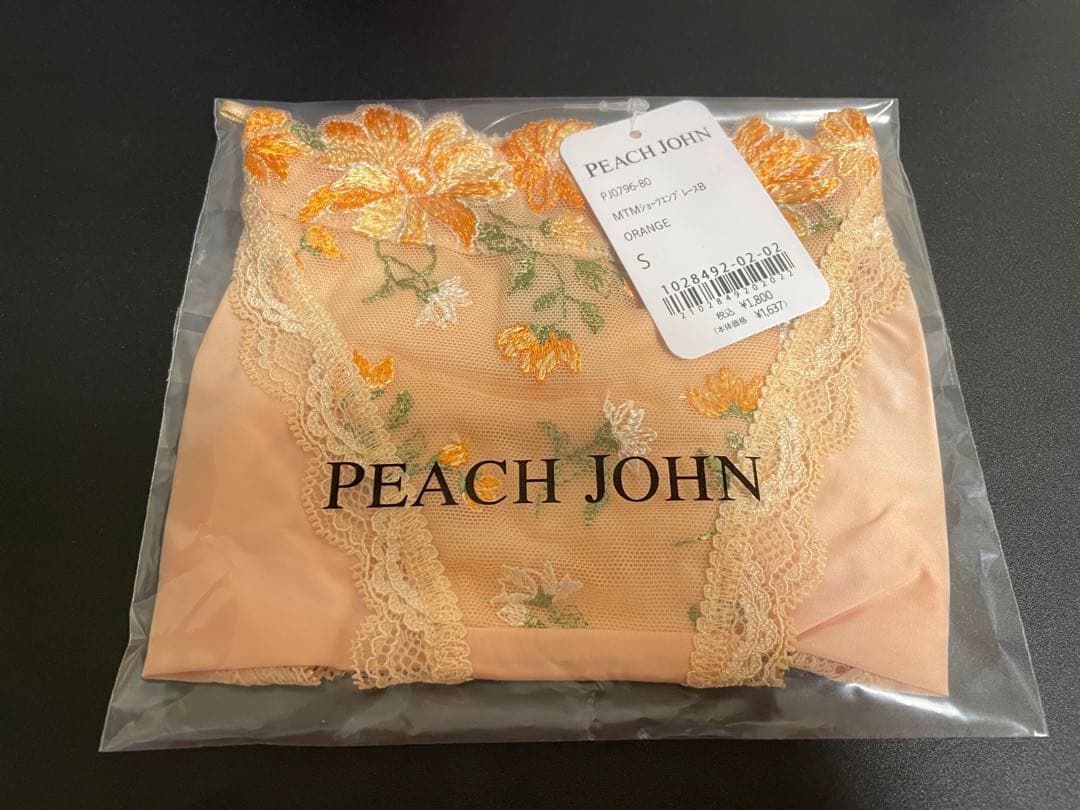 PEACH JOHN
PJ0796-80
MTMショーツエンブ レースB
ORANGE
S
1028492-02-02
2102849202022
税込 ¥1,800
(本体価格 ¥1,637)
PEACH JOHN